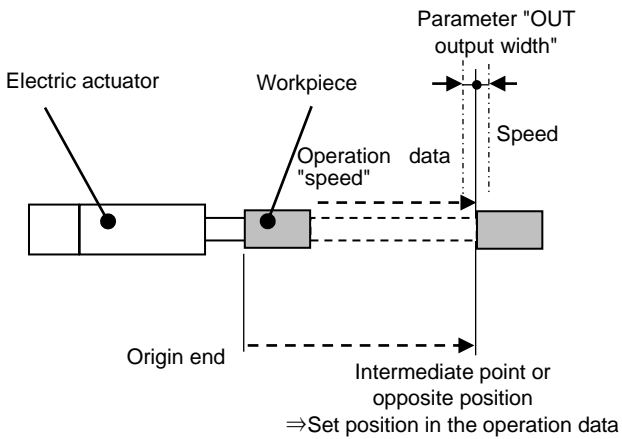 Parameter "OUT
output width"
Electric actuator
Workpiece
Speed
Operation data
"speed"
Origin end
Intermediate point or
opposite position
⇒Set position in the operation data